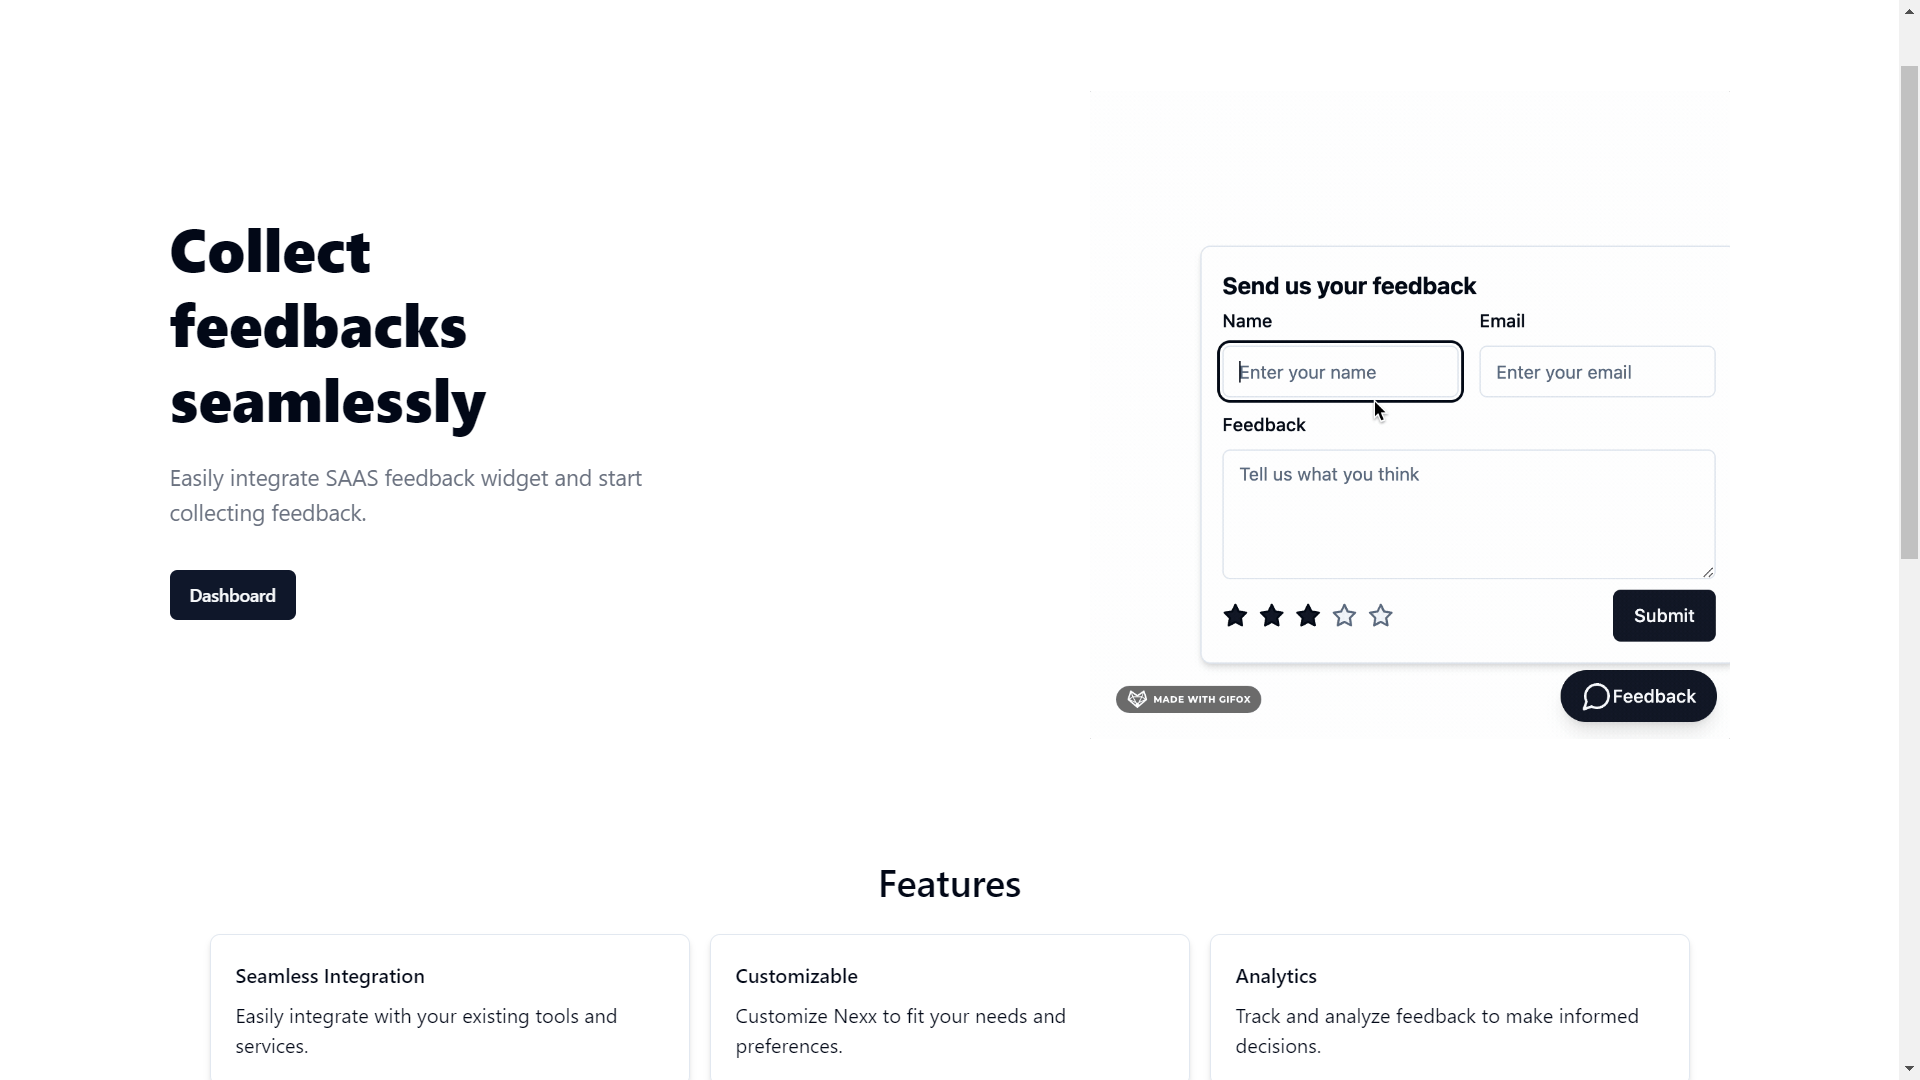 Collect
feedbacks
seamlessly
Easily integrate SAAS feedback widget and start
collecting feedback.
Dashboard
Send us your feedback
Name
Email
Enter your name
Enter your email
Feedback
Tell us what you think
Submit
MADE WITH GIFOX
Feedback
Features
Seamless Integration
Easily integrate with your existing tools and
services.
Customizable
Customize Nexx to fit your needs and
preferences.
Analytics
Track and analyze feedback to make informed
decisions.